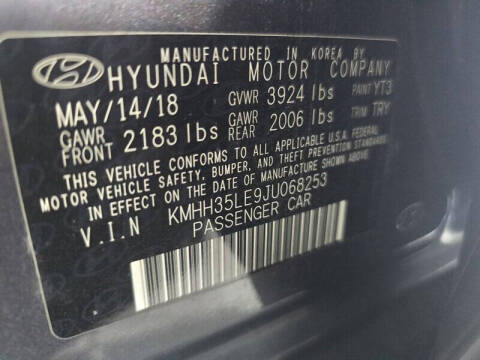 MANUFACTURED IN KOREA BY
HYUNDAI MOTOR COMPANY
MAY/14/18 GVWR 3924 lbs PAINT YT3
GAWR FRONT 2183 lbs GAWR REAR 2006 lbs TRIM TRY
THIS VEHICLE CONFORMS TO ALL APPLICABLE U.S.A. FEDERAL
MOTOR VEHICLE SAFETY, BUMPER, AND THEFT PREVENTION
STANDARDS IN EFFECT ON THE DATE OF MANUFACTURE SHOWN ABOVE.
V.I.N KMHH35LE9JU068253
PASSENGER CAR